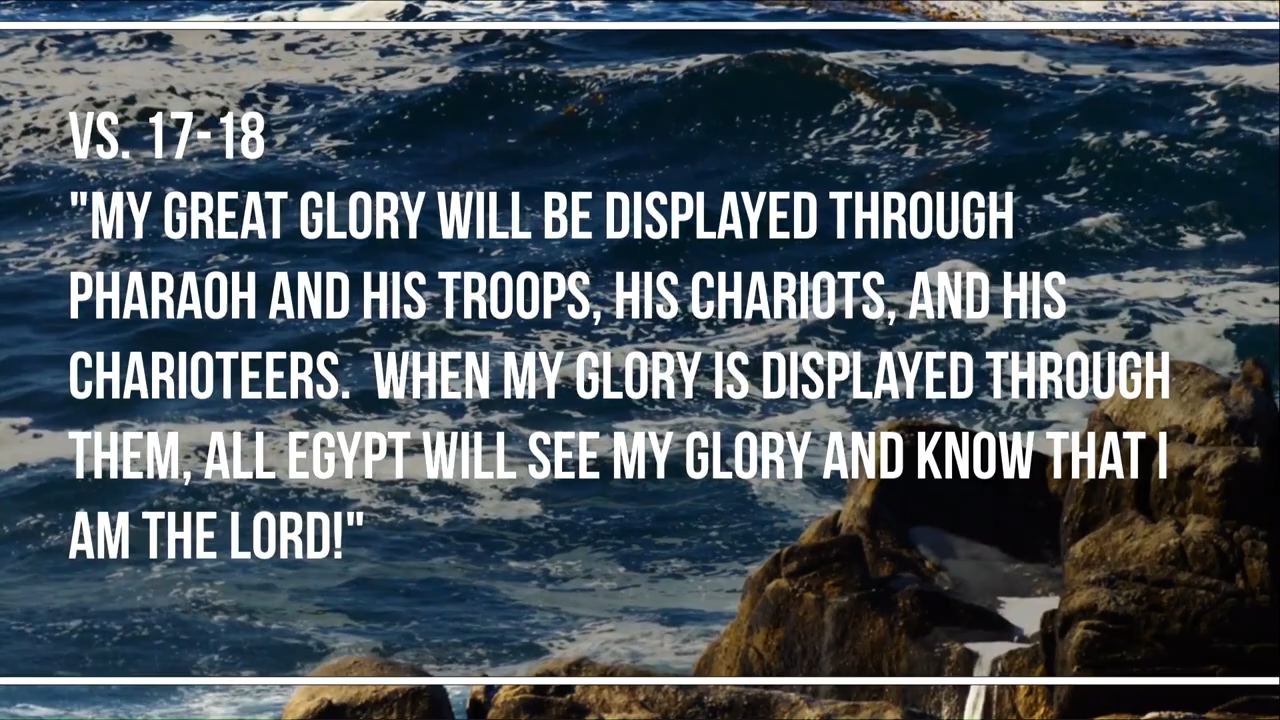 VS. 17-18
"MY GREAT GLORY WILL BE DISPLAYED THROUGH
PHARAOH AND HIS TROOPS, HIS CHARIOTS, AND HIS
CHARIOTEERS.  WHEN MY GLORY IS DISPLAYED THROUGH
THEM, ALL EGYPT WILL SEE MY GLORY AND KNOW THAT I
AM THE LORD!"